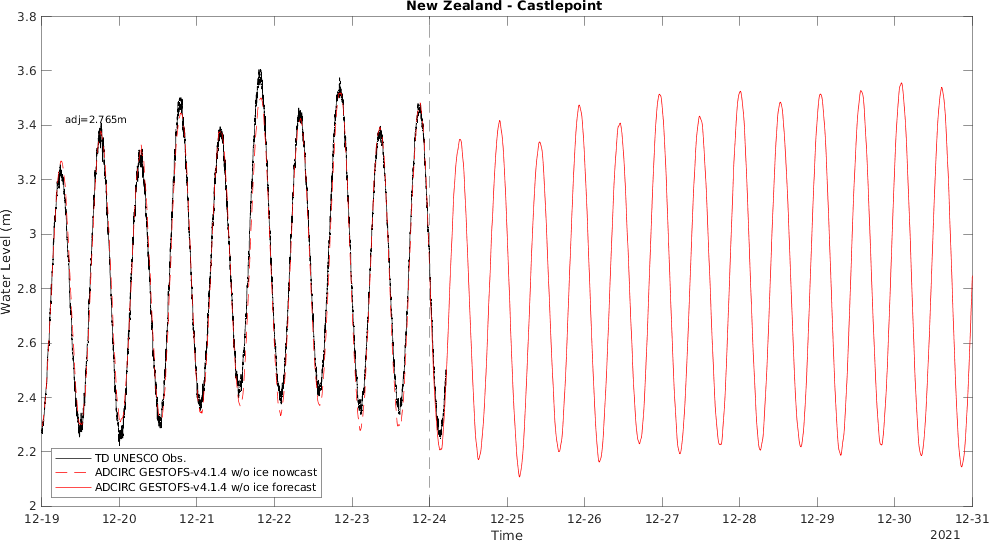 New Zealand - Castlepoint
3.8
3.6
3.4
3.2
3
2.8
2.6
2.4
2.2
2
Water Level (m)
adj=2.765m
TD UNESCO Obs.
ADCIRC GESTOFS-v4.1.4 w/o ice nowcast
ADCIRC GESTOFS-v4.1.4 w/o ice forecast
12-19 12-20 12-21 12-22 12-23 12-24 12-25 12-26 12-27 12-28 12-29 12-30 12-31
Time
2021